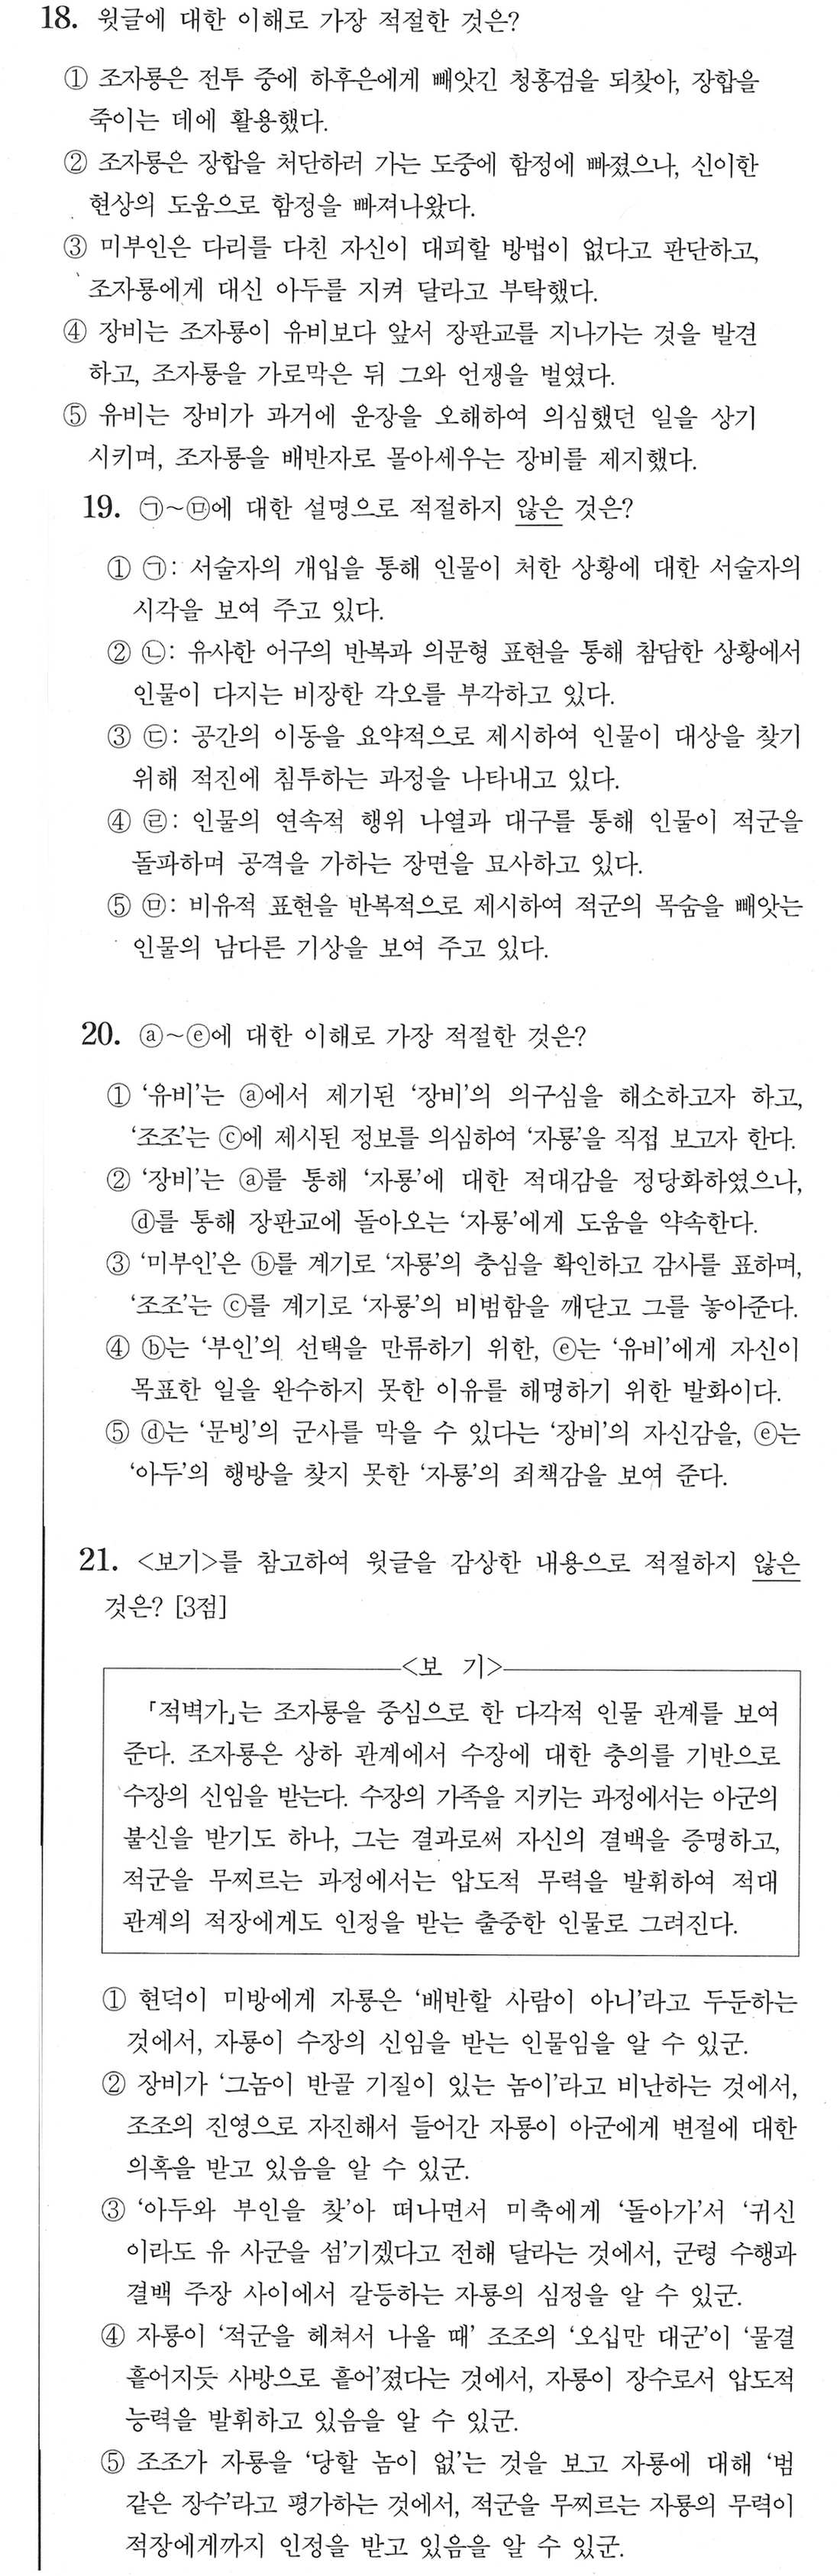 18. 윗글에 대한 이해로 가장 적절한 것은?
① 조자룡은 전투 중에 하후은에게 빼앗긴 청홍검을 되찾아, 장합을
죽이는 데에 활용했다.
② 조자룡은 장합을 처단하러 가는 도중에 함정에 빠졌으나, 신이한
현상의 도움으로 함정을 빠져나왔다.
③ 미부인은 다리를 다친 자신이 대피할 방법이 없다고 판단하고,
조자룡에게 대신 아두를 지켜 달라고 부탁했다.
④ 장비는 조자룡이 유비보다 앞서 장판교를 지나가는 것을 발견
하고, 조자룡을 가로막은 뒤 그와 언쟁을 벌였다.
⑤ 유비는 장비가 과거에 운장을 오해하여 의심했던 일을 상기
시키며, 조자룡을 배반자로 몰아세우는 장비를 제지했다.
19. ㉠~㉤에 대한 설명으로 적절하지 않은 것은?
① ㉠: 서술자의 개입을 통해 인물이 처한 상황에 대한 서술자의
시각을 보여 주고 있다.
② ㉡: 유사한 어구의 반복과 의문형 표현을 통해 참담한 상황에서
인물이 다지는 비장한 각오를 부각하고 있다.
③ ㉢: 공간의 이동을 요약적으로 제시하여 인물이 대상을 찾기
위해 적진에 침투하는 과정을 나타내고 있다.
④ ㉣: 인물의 연속적 행위 나열과 대구를 통해 인물이 적군을
돌파하며 공격을 가하는 장면을 묘사하고 있다.
⑤ ㉤: 비유적 표현을 반복적으로 제시하여 적군의 목숨을 빼앗는
인물의 남다른 기상을 보여 주고 있다.
20. ⓐ~ⓔ에 대한 이해로 가장 적절한 것은?
① ‘유비’는 ⓐ에서 제기된 ‘장비’의 의구심을 해소하고자 하고,
‘조조’는 ⓒ에 제시된 정보를 의심하여 ‘자룡’을 직접 보고자 한다.
② ‘장비’는 ⓐ를 통해 ‘자룡’에 대한 적대감을 정당화하였으나,
ⓓ를 통해 장판교에 돌아오는 ‘자룡’에게 도움을 약속한다.
③ ‘미부인’은 ⓑ를 계기로 ‘자룡’의 충심을 확인하고 감사를 표하며,
‘조조’는 ⓒ를 계기로 ‘자룡’의 비범함을 깨닫고 그를 놓아준다.
④ ⓑ는 ‘부인’의 선택을 만류하기 위한, ⓔ는 ‘유비’에게 자신이
목표한 일을 완수하지 못한 이유를 해명하기 위한 발화이다.
⑤ ⓓ는 ‘문빙’의 군사를 막을 수 있다는 ‘장비’의 자신감을, ⓔ는
‘아두’의 행방을 찾지 못한 ‘자룡’의 죄책감을 보여 준다.
21. <보기>를 참고하여 윗글을 감상한 내용으로 적절하지 않은
것은? [3점]
<보 기>
「적벽가」는 조자룡을 중심으로 한 다각적 인물 관계를 보여
준다. 조자룡은 상하 관계에서 수장에 대한 충의를 기반으로
수장의 신임을 받는다. 수장의 가족을 지키는 과정에서는 아군의
불신을 받기도 하나, 그는 결과로써 자신의 결백을 증명하고,
적군을 무찌르는 과정에서는 압도적 무력을 발휘하여 적대
관계의 적장에게도 인정을 받는 출중한 인물로 그려진다.
① 현덕이 미방에게 자룡은 ‘배반할 사람이 아니’라고 두둔하는
것에서, 자룡이 수장의 신임을 받는 인물임을 알 수 있군.
② 장비가 ‘그놈이 반골 기질이 있는 놈이’라고 비난하는 것에서,
조조의 진영으로 자진해서 들어간 자룡이 아군에게 변절에 대한
의혹을 받고 있음을 알 수 있군.
③ ‘아두와 부인을 찾’아 떠나면서 미축에게 ‘돌아가’서 ‘귀신
이라도 유 사군을 섬’기겠다고 전해 달라는 것에서, 군령 수행과
결백 주장 사이에서 갈등하는 자룡의 심정을 알 수 있군.
④ 자룡이 ‘적군을 헤쳐서 나올 때’ 조조의 ‘오십만 대군’이 ‘물결
흩어지듯 사방으로 흩어’졌다는 것에서, 자룡이 장수로서 압도적
능력을 발휘하고 있음을 알 수 있군.
⑤ 조조가 자룡을 ‘당할 놈이 없’는 것을 보고 자룡에 대해 ‘범
같은 장수’라고 평가하는 것에서, 적군을 무찌르는 자룡의 무력이
적장에게까지 인정을 받고 있음을 알 수 있군.